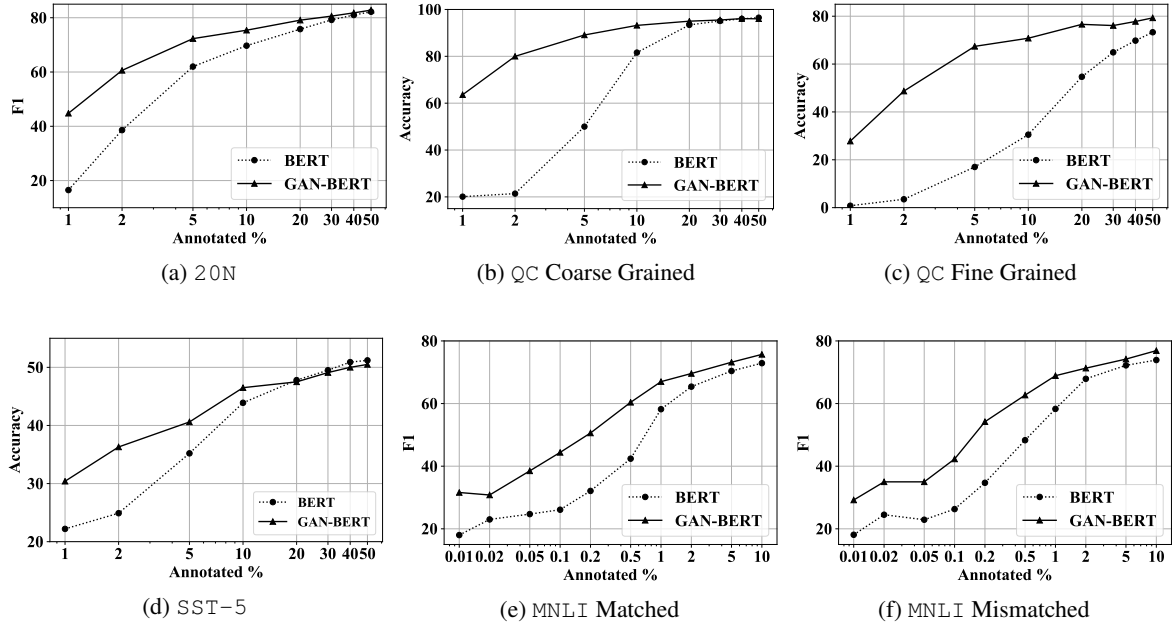 80
60
40
20
F1
BERT
GAN-BERT
1 2 5 10 20 30 40 50
Annotated %
(a) 20N
100
80
60
40
20
Accuracy
BERT
GAN-BERT
1 2 5 10 20 30 40 50
Annotated %
(b) QC Coarse Grained
80
60
40
20
0
Accuracy
BERT
GAN-BERT
1 2 5 10 20 30 40 50
Annotated %
(c) QC Fine Grained
50
40
30
20
Accuracy
BERT
GAN-BERT
1 2 5 10 20 30 40 50
Annotated %
(d) SST-5
80
60
40
20
F1
BERT
GAN-BERT
0.01 0.02 0.05 0.1 0.2 0.5 1 2 5 10
Annotated %
(e) MNLI Matched
80
60
40
20
F1
BERT
GAN-BERT
0.01 0.02 0.05 0.1 0.2 0.5 1 2 5 10
Annotated %
(f) MNLI Mismatched